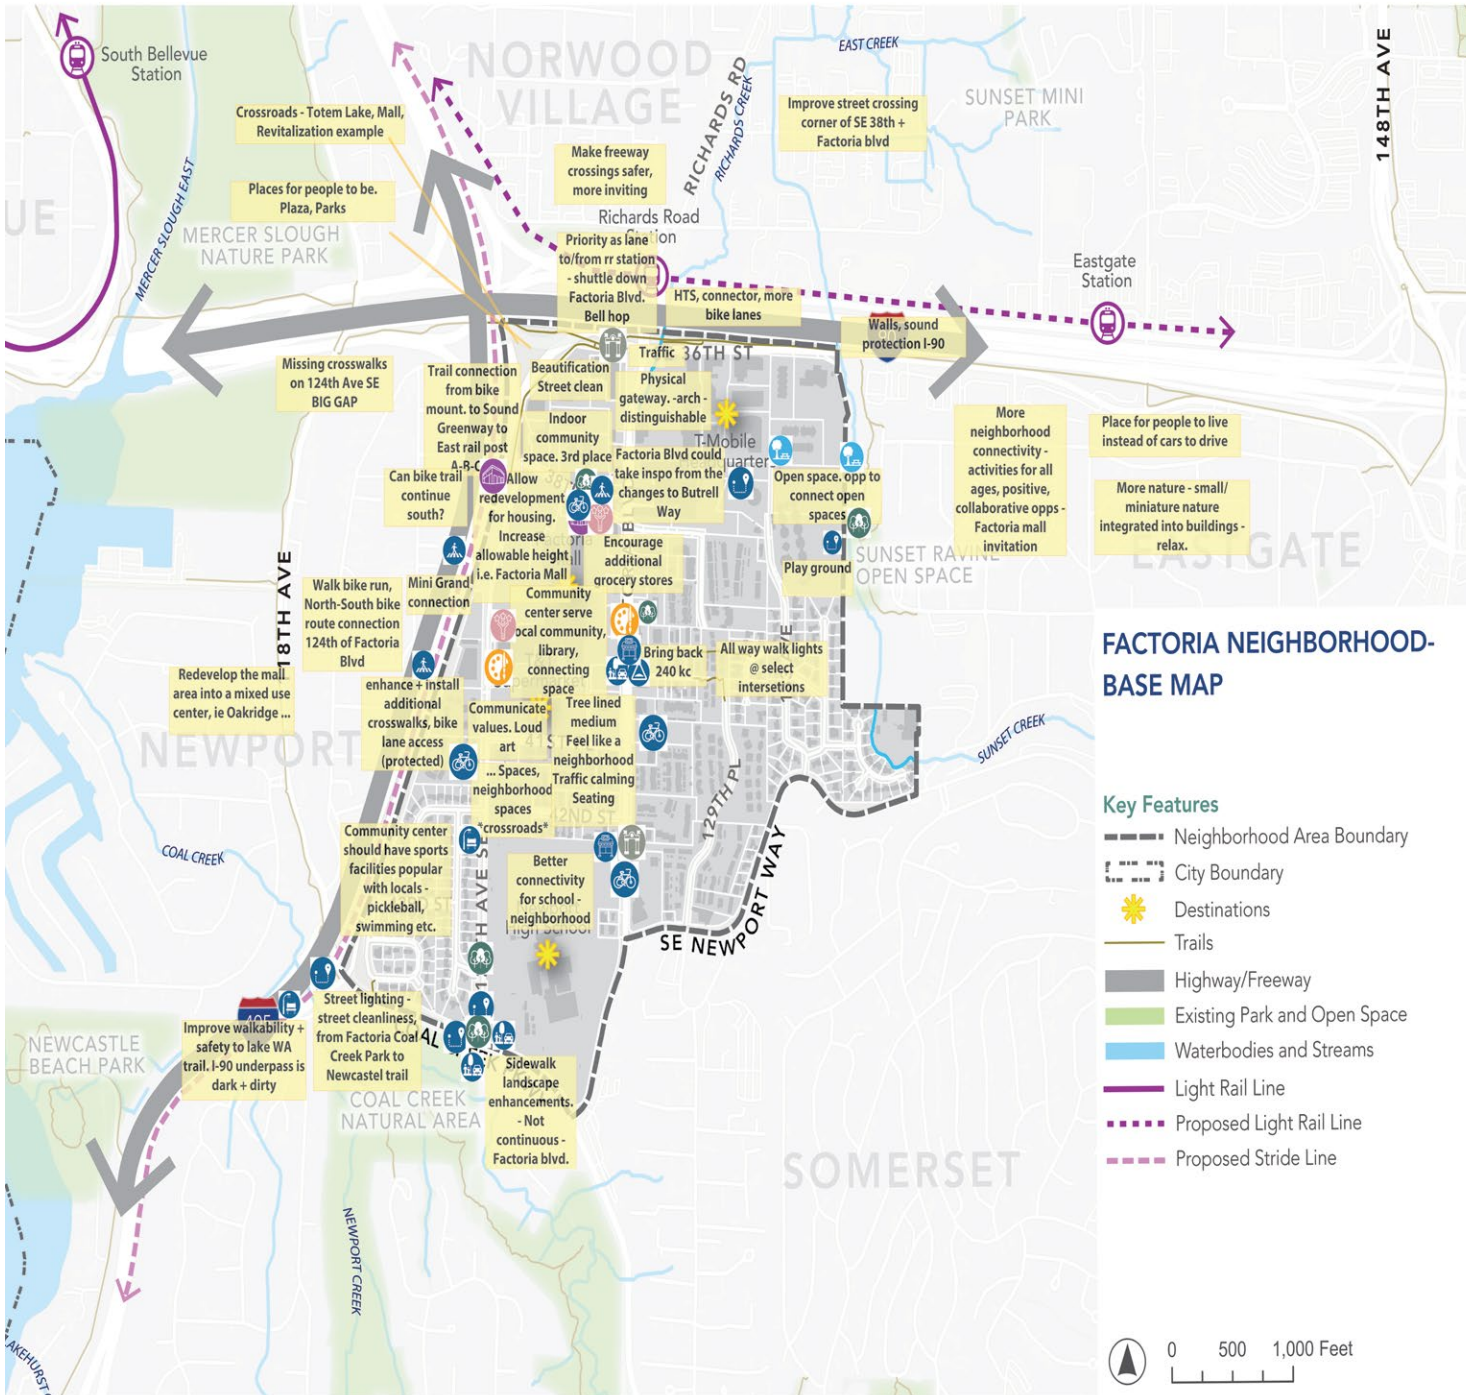 South Bellevue
Station
NORWOOD
VILLAGE
EAST CREEK
RICHARDS RD
RICHARDS CREEK
SUNSET MINI
PARK
148TH AVE
Crossroads - Totem Lake, Mall,
Revitalization example
Improve street crossing
corner of SE 38th +
Factoria blvd
Make freeway
crossings safer,
more inviting
Places for people to be.
Plaza, Parks
MERCER SLOUGH EAST
MERCER SLOUGH
NATURE PARK
UE
Richards Road
Station
Priority as lane
to/from rr station
- shuttle down
Factoria Blvd.
Bell hop
Eastgate
Station
HTS, connector, more
bike lanes
Walls, sound
protection I-90
Traffic
36TH ST
Missing crosswalks
on 124th Ave SE
BIG GAP
Trail connection
from bike
mount. to Sound
Greenway to
East rail post
A-B-C
Beautification
Street clean
Physical
gateway. -arch -
distinguishable
Indoor
community
space. 3rd place
T-Mobile
Headquarter
Factoria Blvd could
take inspo from the
changes to Butrell
Way
Open space. opp to
connect open
spaces
More
neighborhood
connectivity -
activities for all
ages, positive,
collaborative opps -
Factoria mall
invitation
Place for people to live
instead of cars to drive
More nature - small/
miniature nature
integrated into buildings -
relax.
EASTGATE
Can bike trail
continue
south?
Allow
redevelopment
for housing.
Increase
allowable height
i.e. Factoria Mall
Encourage
additional
grocery stores
SUNSET RAVINE
OPEN SPACE
Play ground
18TH AVE
Walk bike run,
North-South bike
route connection
124th of Factoria
Blvd
Mini Grand
connection
Community
center serve
local community,
library,
connecting
space
Bring back
240 kc
All way walk lights
@ select
intersetions
AVE
Redevelop the mall
area into a mixed use
center, ie Oakridge ...
NEWPORT
enhance + install
additional
crosswalks, bike
lane access
(protected)
Communicate
values. Loud
art
Tree lined
medium
Feel like a
neighborhood
Traffic calming
Seating
41ST
... Spaces,
neighborhood
spaces
*crossroads*
42ND ST
129TH PL
SUNSET CREEK
COAL CREEK
Community center
should have sports
facilities popular
with locals -
pickleball,
swimming etc.
Better
connectivity
for school -
neighborhood
High School
AVE SE
SE NEWPORT WAY
405
Improve walkability +
safety to lake WA
trail. I-90 underpass is
dark + dirty
Street lighting -
street cleanliness,
from Factoria Coal
Creek Park to
Newcastel trail
Sidewalk
landscape
enhancements.
- Not
continuous -
Factoria blvd.
NEWCASTLE
BEACH PARK
COAL CREEK
NATURAL AREA
NEWPORT CREEK
SOMERSET
FACTORIA NEIGHBORHOOD-
BASE MAP
Key Features
Neighborhood Area Boundary
City Boundary
Destinations
Trails
Highway/Freeway
Existing Park and Open Space
Waterbodies and Streams
Light Rail Line
Proposed Light Rail Line
Proposed Stride Line
0 500 1,000 Feet